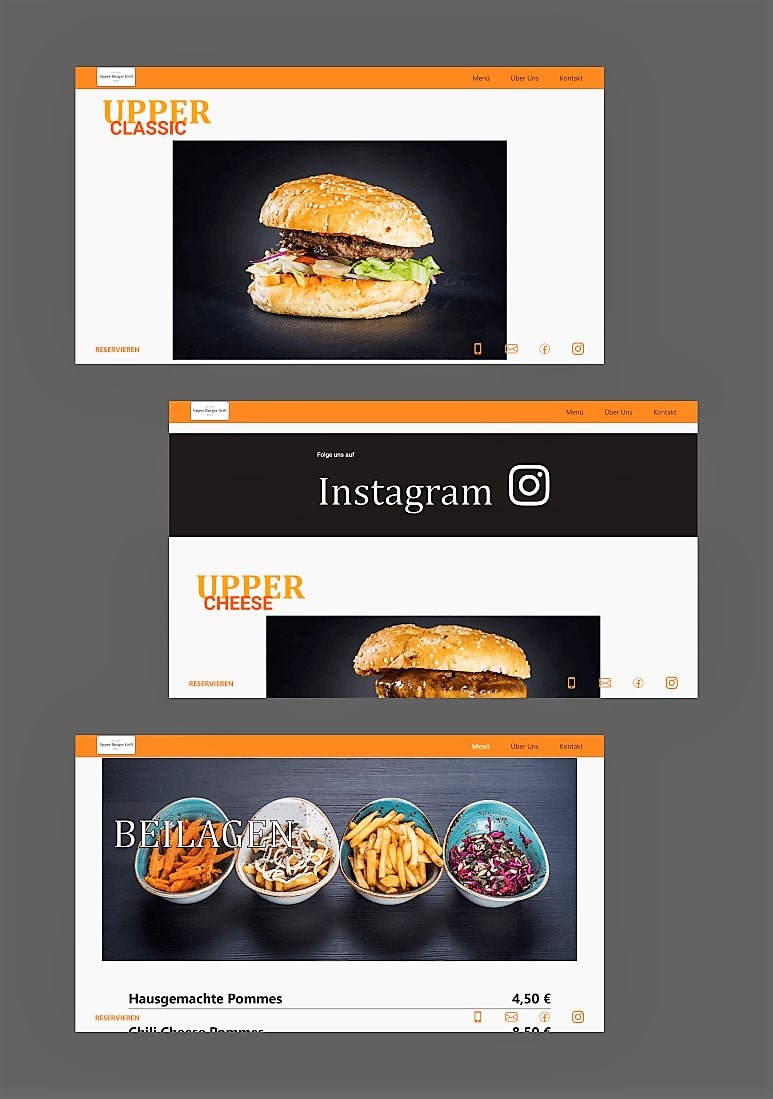 Upper Burger Grill
Menü Über Uns Kontakt
UPPER
CLASSIC
RESERVIEREN
Upper Burger Grill
Menü Über Uns Kontakt
Folge uns auf
Instagram
UPPER
CHEESE
RESERVIEREN
Upper Burger Grill
Menü Über Uns Kontakt
BEILAGEN
Hausgemachte Pommes 4,50 €
RESERVIEREN
Chili Cheese Pommes 8,50 €